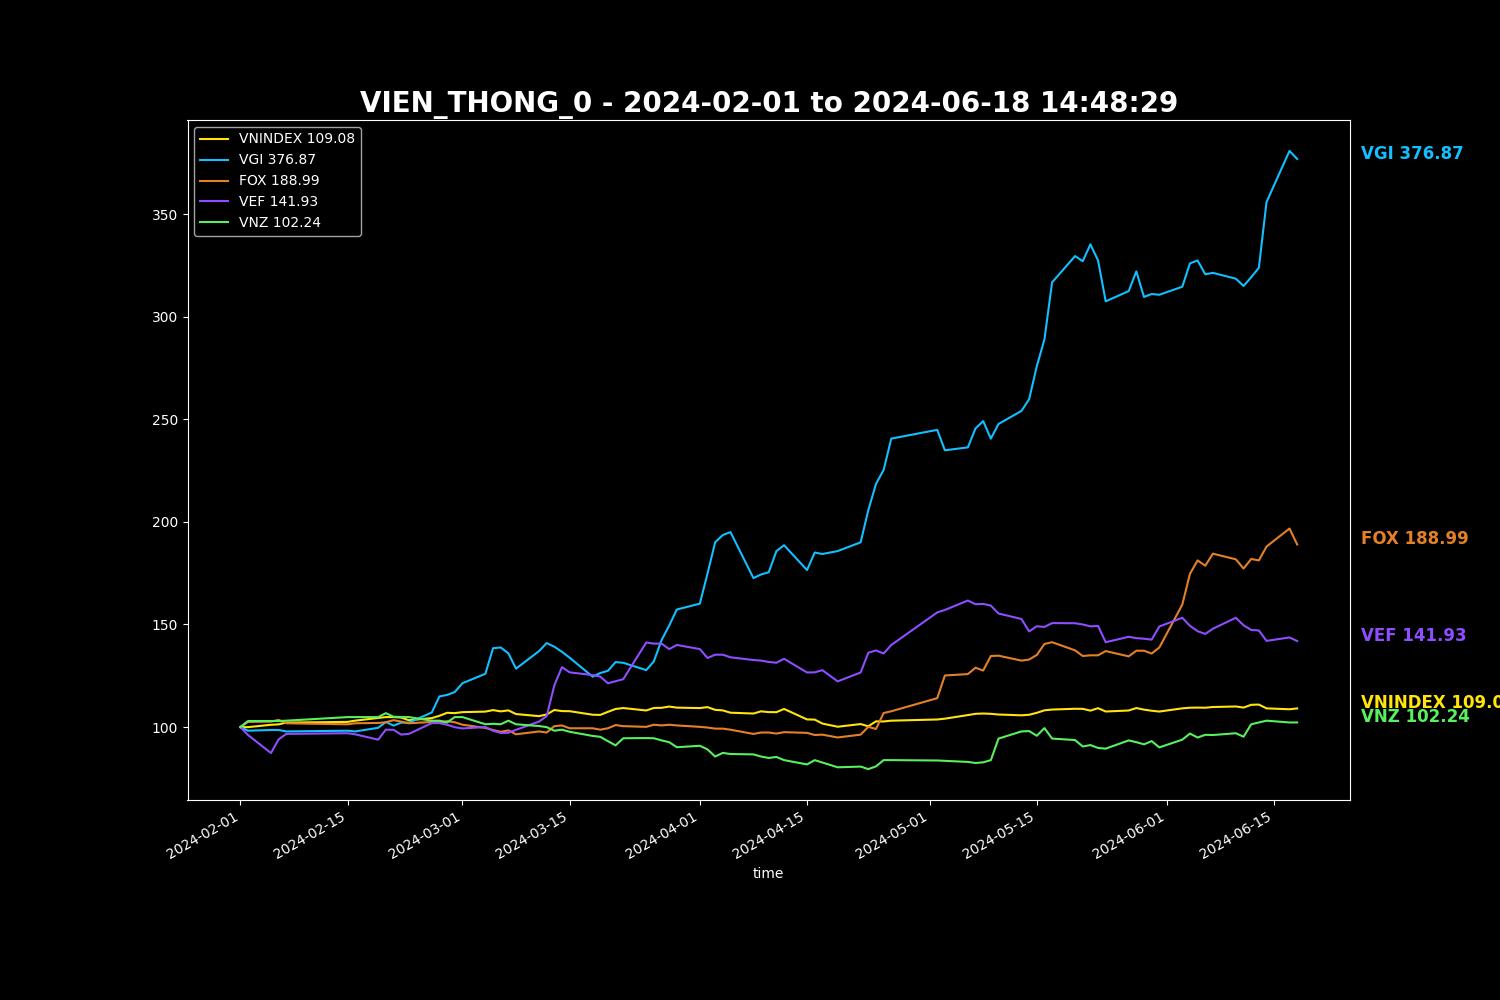 VIEN_THONG_0 - 2024-02-01 to 2024-06-18 14:48:29
VNINDEX 109.08
VGI 376.87
FOX 188.99
VEF 141.93
VNZ 102.24
350
300
250
200
150
100
VGI 376.87
FOX 188.99
VEF 141.93
VNINDEX 109.0
VNZ 102.24
2024-02-01
2024-02-15
2024-03-01
2024-03-15
2024-04-01
2024-04-15
2024-05-01
2024-05-15
2024-06-01
2024-06-15
time